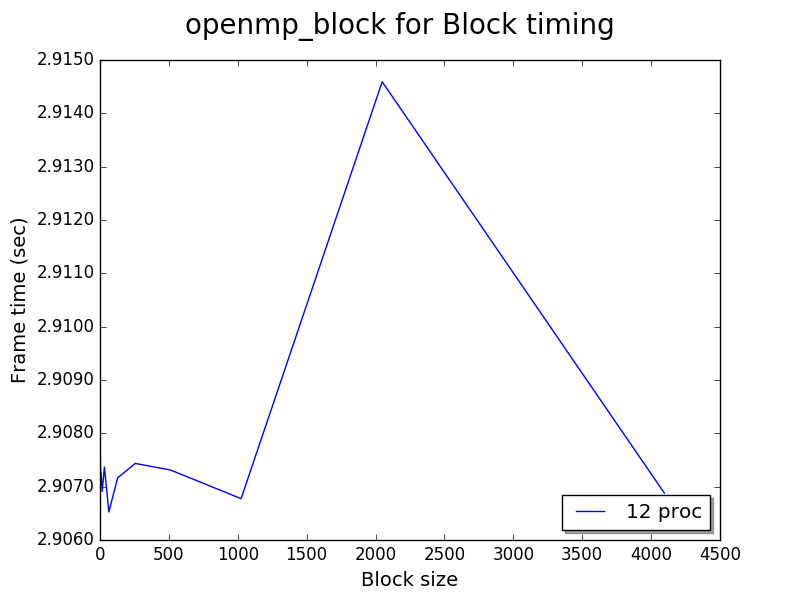 openmp_block for Block timing
Frame time (sec)
2.9150
2.9140
2.9130
2.9120
2.9110
2.9100
2.9090
2.9080
2.9070
2.9060
12 proc
0 500 1000 1500 2000 2500 3000 3500 4000 4500
Block size